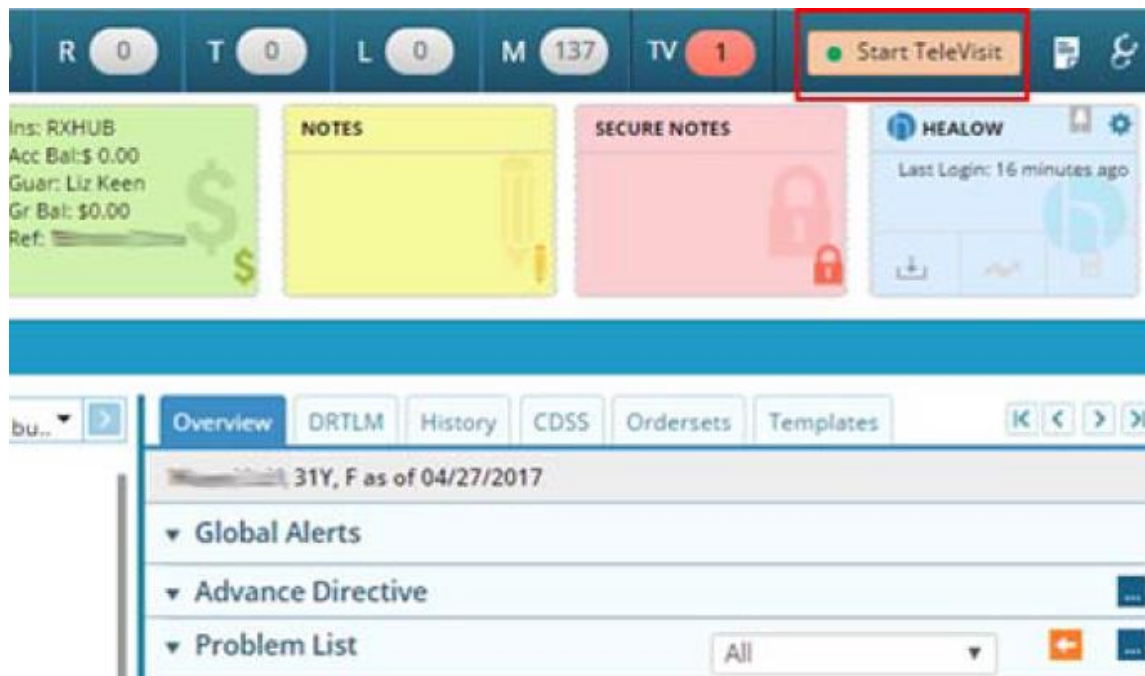 R 0 T 0 L 0 M 137 TV 1 Start TeleVisit
Ins: RXHUB
Acc Bal:$ 0.00
Guar: Liz Keen
Gr Bal: $0.00
Ref:
$
NOTES
SECURE NOTES
h HEALOW
Last Login: 16 minutes ago
bu..
Overview DRTLM History CDSS Ordersets Templates
31Y, F as of 04/27/2017
Global Alerts
Advance Directive
...
Problem List All ...